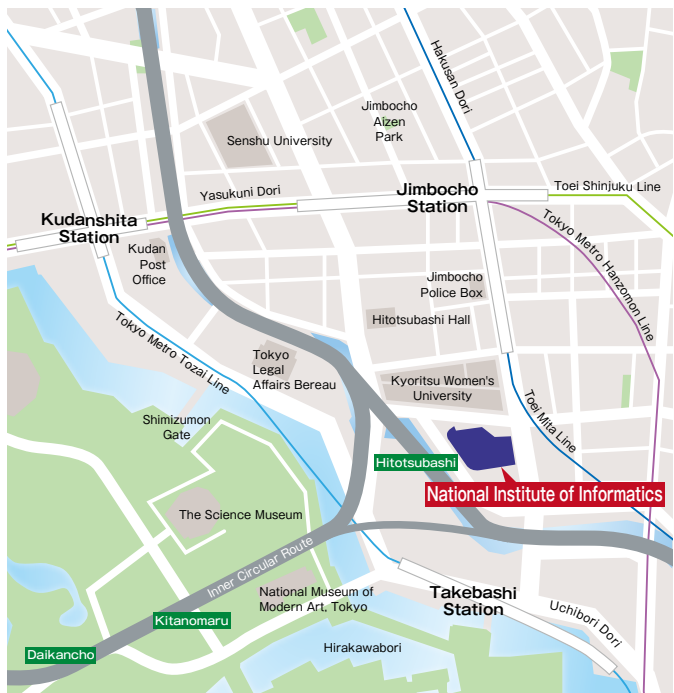 Hakusan Dori
Jimbocho
Aizen
Park
Senshu University
Yasukuni Dori
Jimbocho
Station
Toei Shinjuku Line
Kudanshita
Station
Tokyo Metro Hanzomon Line
Kudan
Post
Office
Jimbocho
Police Box
Hitotsubashi Hall
Tokyo Metro Tozai Line
Tokyo
Legal
Affairs Bereau
Kyoritsu Women's
University
Toei Mita Line
Shimizumon
Gate
Hitotsubashi
National Institute of Informatics
The Science Museum
Inner Circular Route
National Museum of
Modern Art, Tokyo
Takebashi
Station
Uchibori Dori
Kitanomaru
Daikancho
Hirakawabori